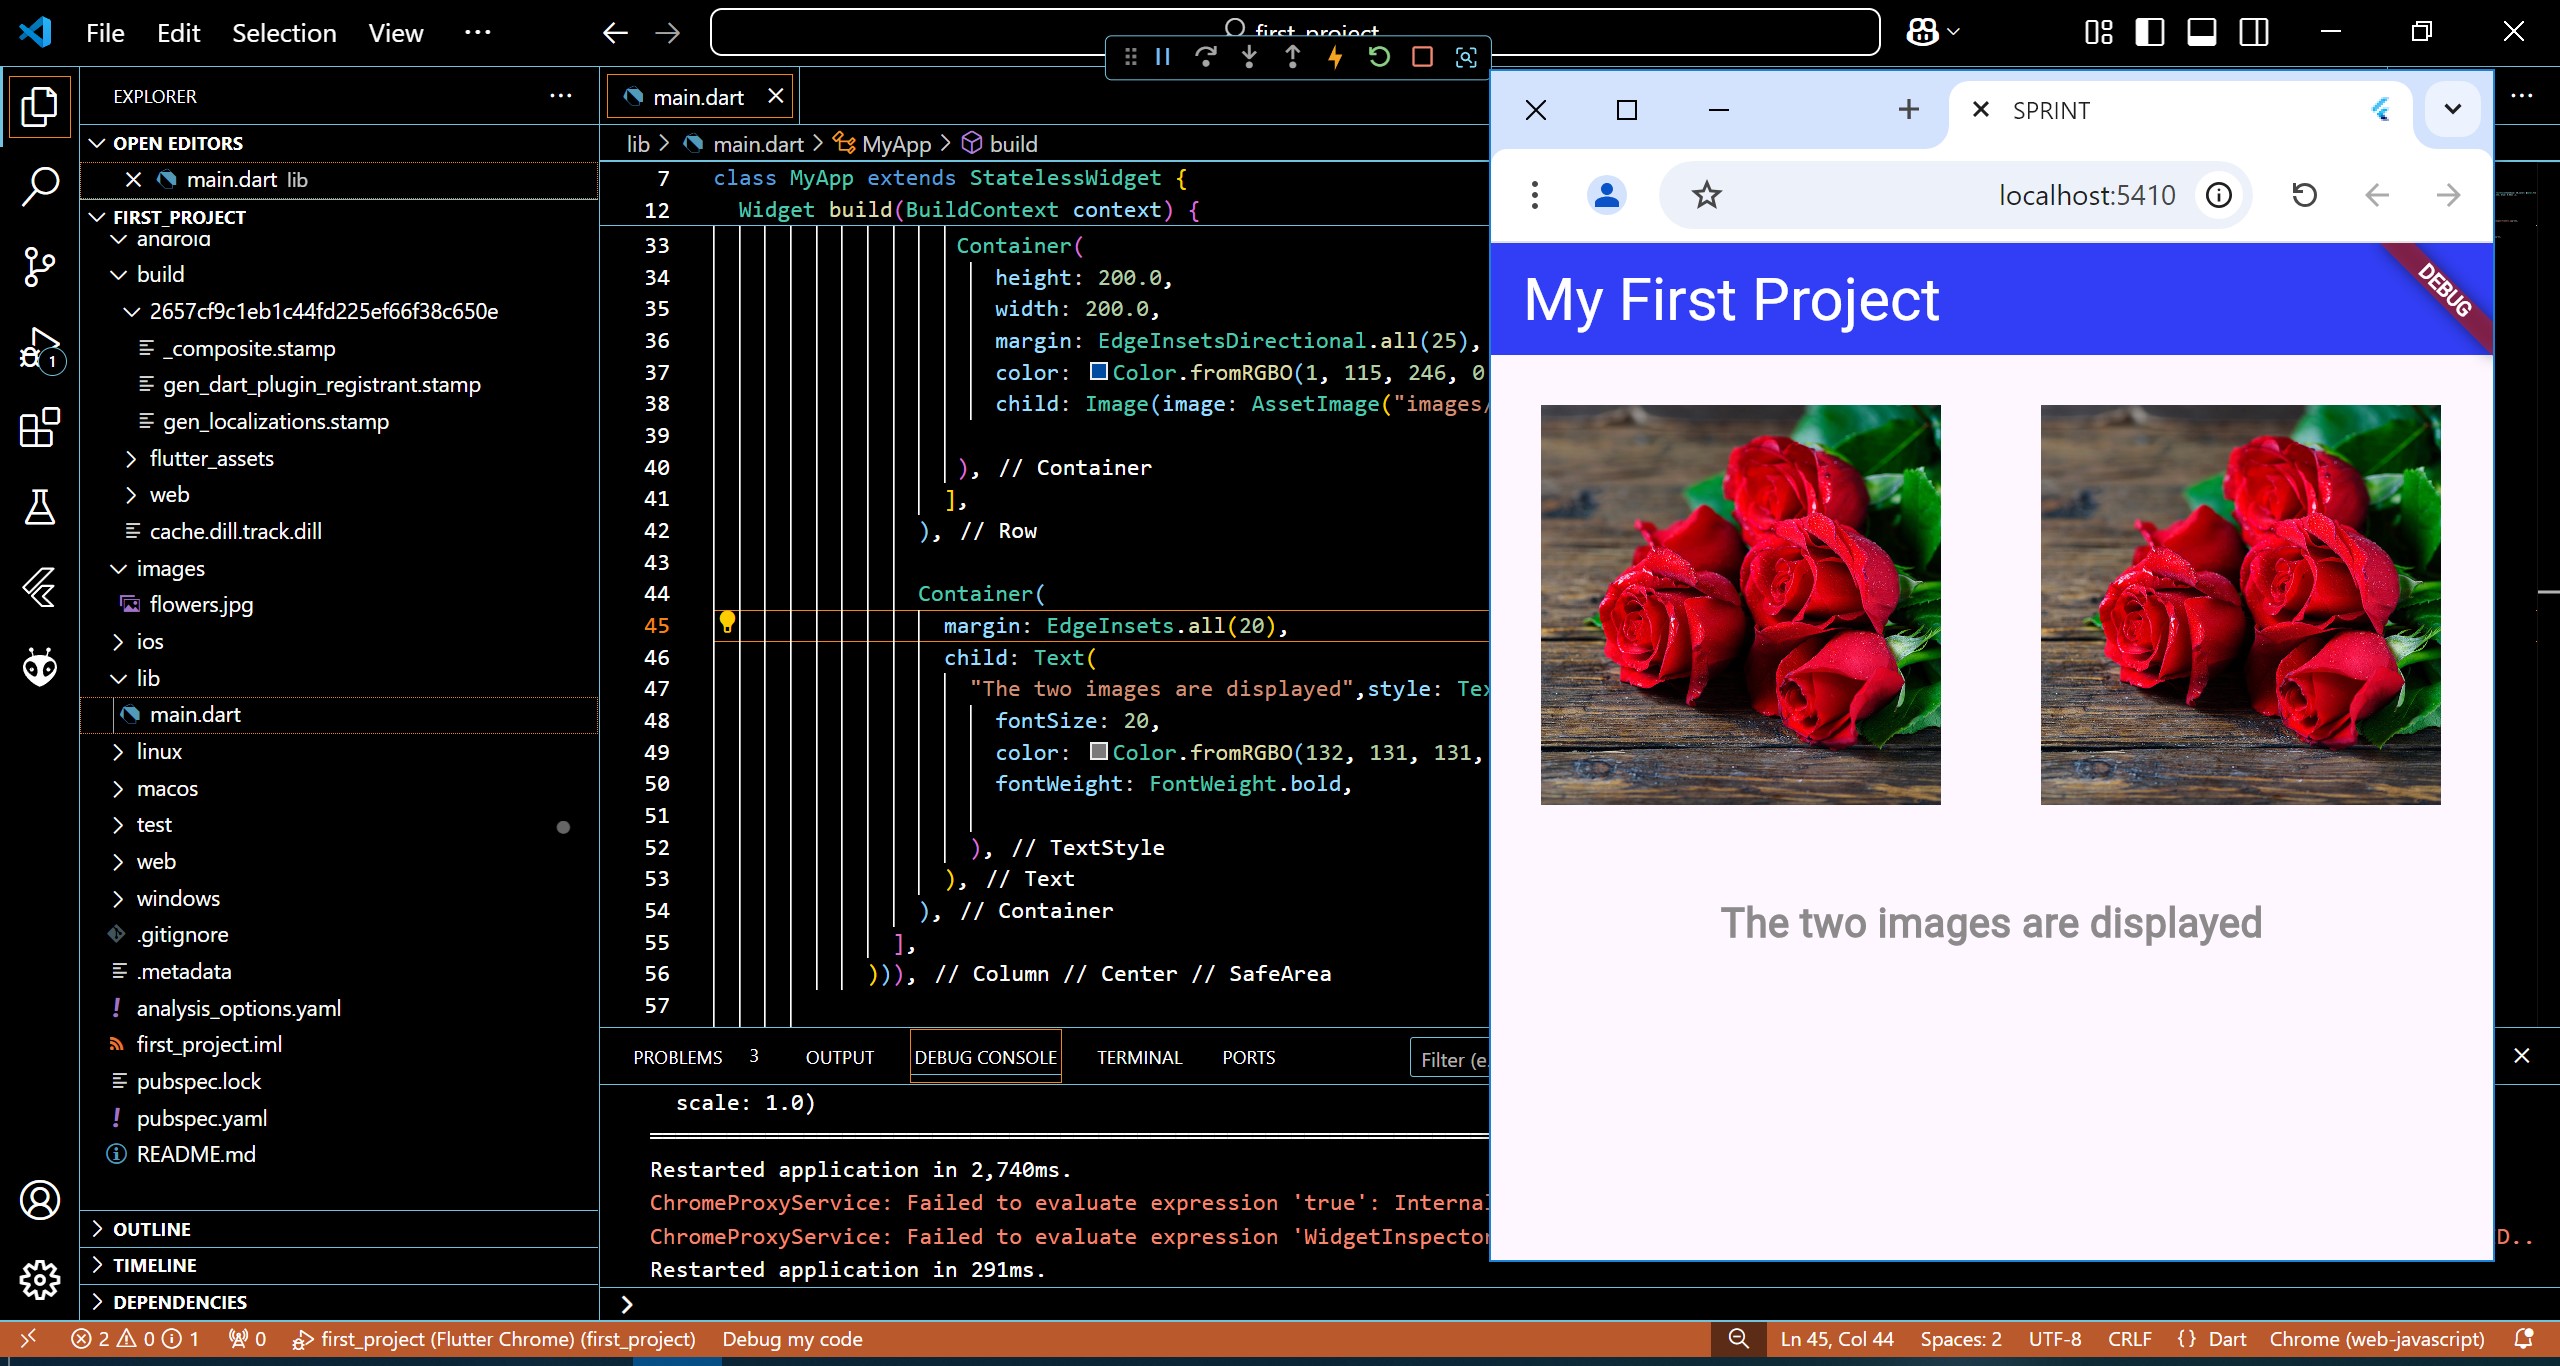 File Edit Selection View ···
first_project
EXPLORER
OPEN EDITORS
main.dart lib
FIRST_PROJECT
android
build
2657cf9c1eb1c44fd225ef66f38c650e
_composite.stamp
gen_dart_plugin_registrant.stamp
gen_localizations.stamp
flutter_assets
web
cache.dill.track.dill
images
flowers.jpg
ios
lib
main.dart
linux
macos
test
web
windows
.gitignore
.metadata
analysis_options.yaml
first_project.iml
pubspec.lock
pubspec.yaml
README.md
OUTLINE
TIMELINE
DEPENDENCIES
1
main.dart
lib > main.dart > MyApp > build
7 class MyApp extends StatelessWidget {
12 Widget build(BuildContext context) {
33 Container(
34 height: 200.0,
35 width: 200.0,
36 margin: EdgeInsetsDirectional.all(25),
37 color: Color.fromRGBO(1, 115, 246, 0
38 child: Image(image: AssetImage("images/
39
40 ), // Container
41 ],
42 ), // Row
43
44 Container(
45 margin: EdgeInsets.all(20),
46 child: Text(
47 "The two images are displayed",style: Tex
48 fontSize: 20,
49 color: Color.fromRGBO(132, 131, 131,
50 fontWeight: FontWeight.bold,
51
52 ), // TextStyle
53 ), // Text
54 ), // Container
55 ],
56 ))), // Column // Center // SafeArea
57
PROBLEMS 3 OUTPUT DEBUG CONSOLE TERMINAL PORTS Filter (e.
scale: 1.0)
Restarted application in 2,740ms.
ChromeProxyService: Failed to evaluate expression 'true': Interna
ChromeProxyService: Failed to evaluate expression 'WidgetInspector D..
Restarted application in 291ms.
SPRINT
localhost:5410
My First Project
DEBUG
The two images are displayed
2 0 1 0 first_project (Flutter Chrome) (first_project) Debug my code Ln 45, Col 44 Spaces: 2 UTF-8 CRLF {} Dart Chrome (web-javascript)